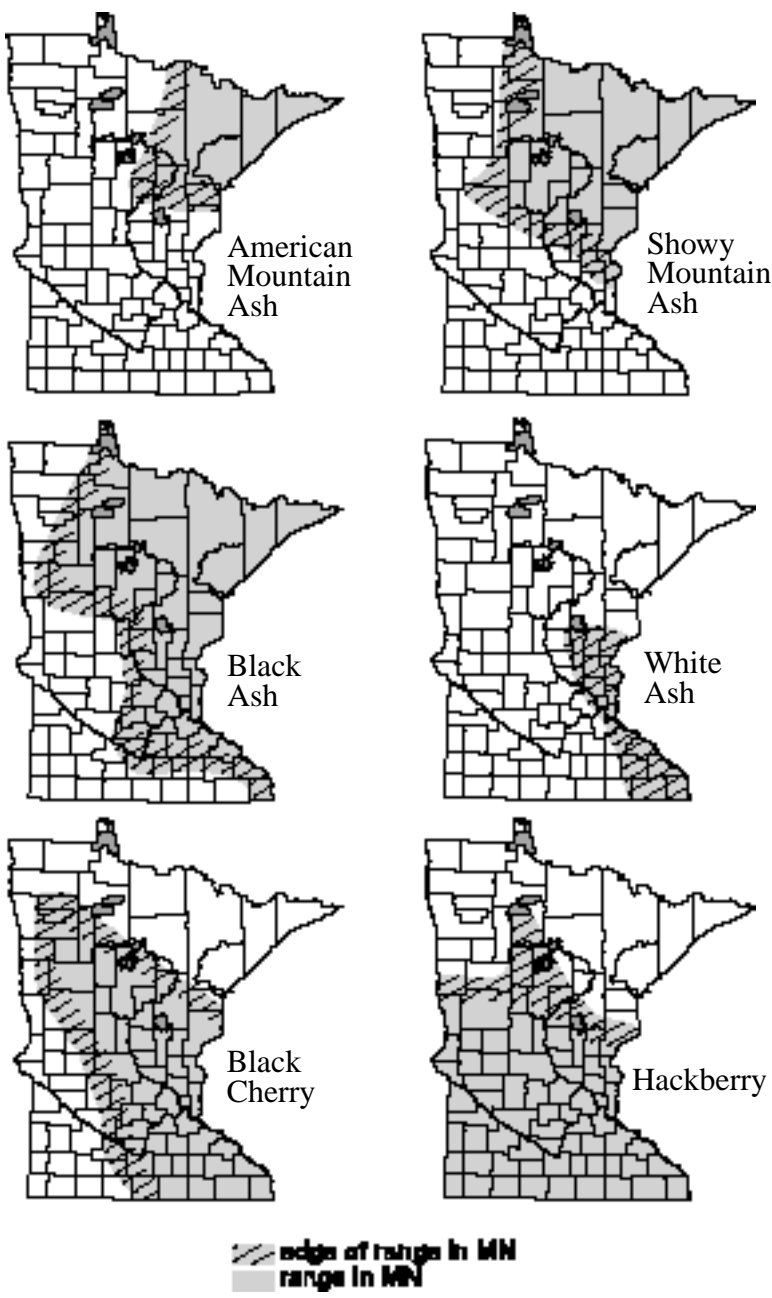 American
Mountain
Ash
Showy
Mountain
Ash
Black
Ash
White
Ash
Black
Cherry
Hackberry
edge of range in MN
range in MN